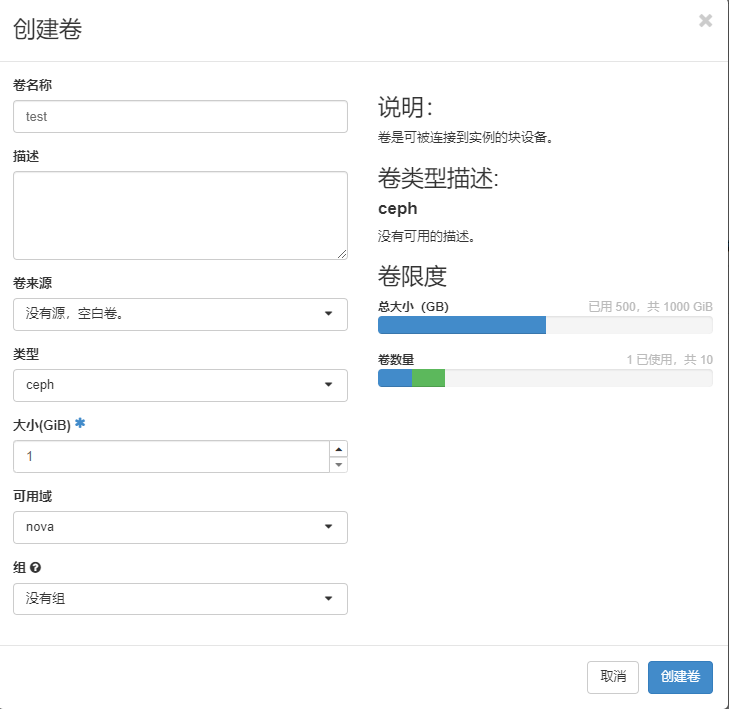 创建卷
卷名称
test
描述
卷来源
没有源，空白卷。
类型
ceph
大小(GiB) *
1
可用域
nova
组
没有组
说明：
卷是可被连接到实例的块设备。
卷类型描述:
ceph
没有可用的描述。
卷限度
总大小（GB） 已用 500，共 1000 GiB
卷数量 1 已使用，共 10
取消 创建卷